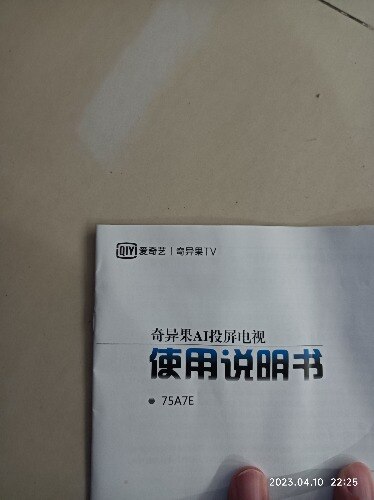 QIYI 爱奇艺 | 奇异果TV
奇异果AI投屏电视
使用说明书
75A7E
2023.04.10 22:25